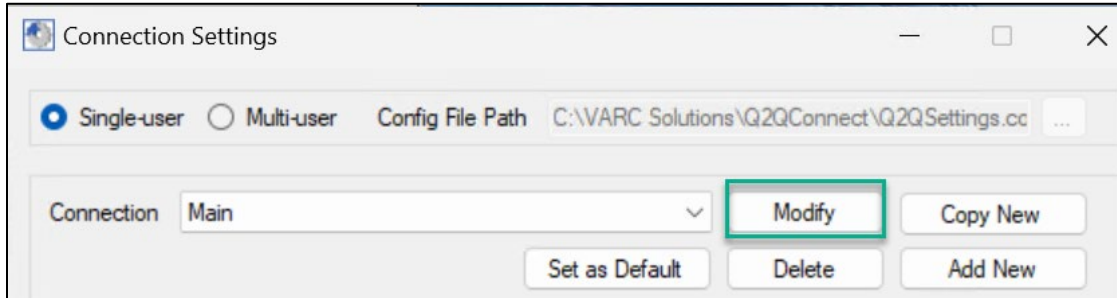 Connection Settings
Single-user Multi-user Config File Path C:\VARC Solutions\Q2QConnect\Q2QSettings.cc ...
Connection Main Modify Copy New
Set as Default Delete Add New